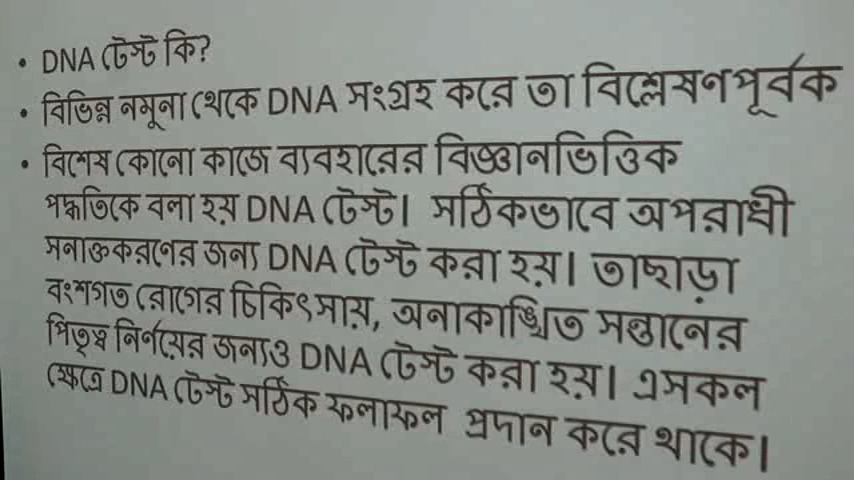 • DNA টেস্ট কি?
• বিভিন্ন নমুনা থেকে DNA সংগ্রহ করে তা বিশ্লেষণপূর্বক
• বিশেষ কোনো কাজে ব্যবহারের বিজ্ঞানভিত্তিক
পদ্ধতিকে বলা হয় DNA টেস্ট। সঠিকভাবে অপরাধী
সনাক্তকরণের জন্য DNA টেস্ট করা হয়। তাছাড়া
বংশগত রোগের চিকিৎসায়, অনাকাঙ্খিত সন্তানের
পিতৃত্ব নির্ণয়ের জন্যও DNA টেস্ট করা হয়। এসকল
ক্ষেত্রে DNA টেস্ট সঠিক ফলাফল প্রদান করে থাকে।